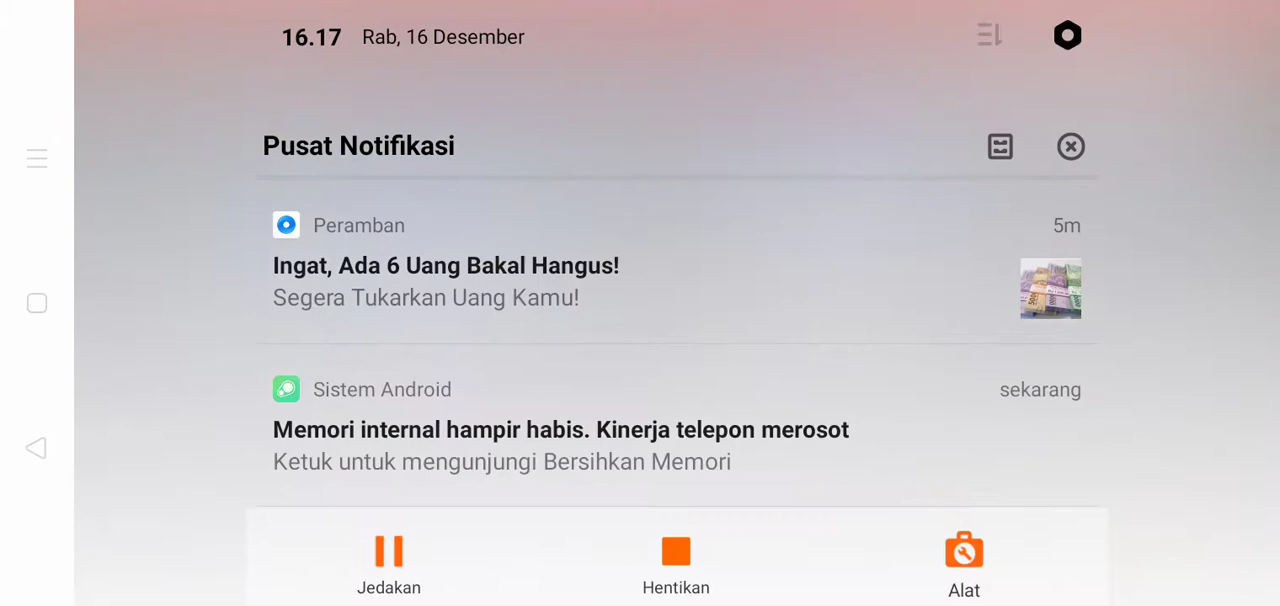 16.17 Rab, 16 Desember
Pusat Notifikasi
Peramban 5m
Ingat, Ada 6 Uang Bakal Hangus!
Segera Tukarkan Uang Kamu!
Sistem Android sekarang
Memori internal hampir habis. Kinerja telepon merosot
Ketuk untuk mengunjungi Bersihkan Memori
Jedakan Hentikan Alat